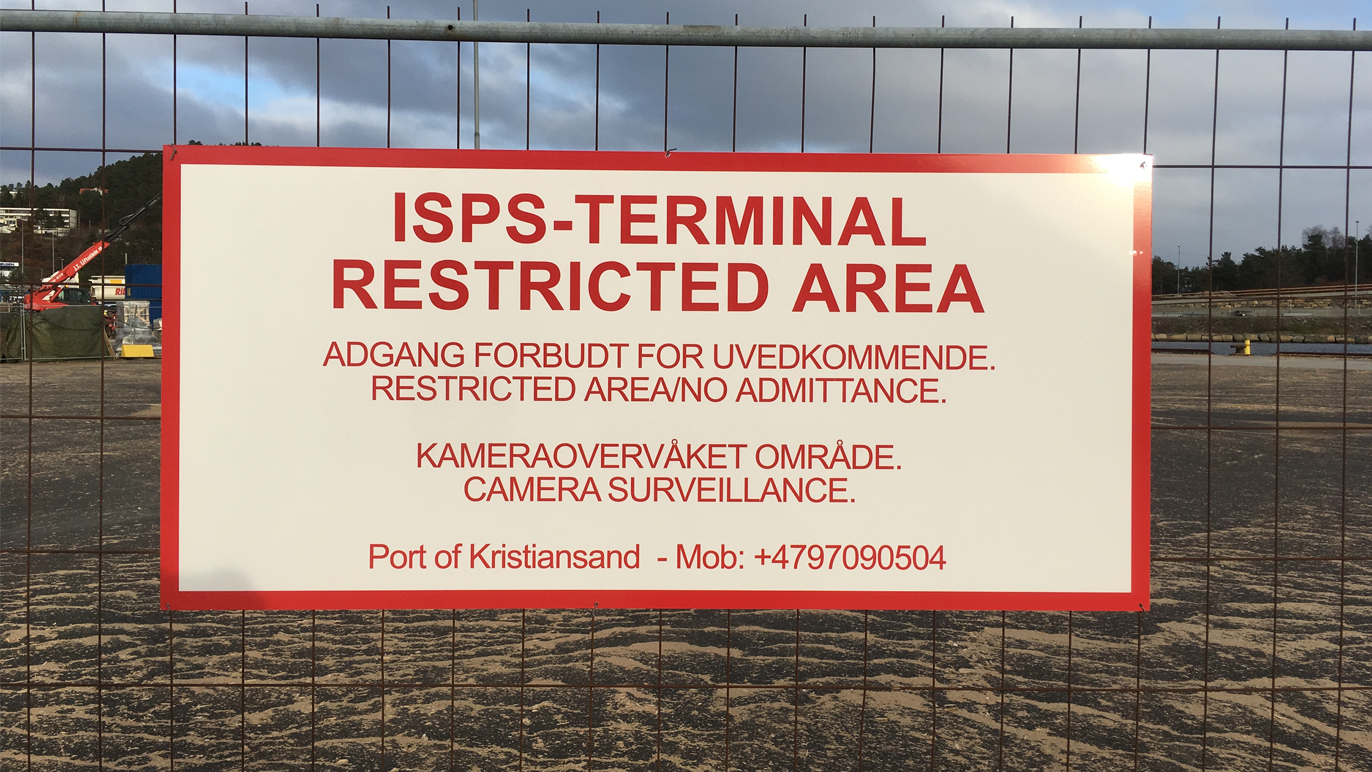 ISPS-TERMINAL
RESTRICTED AREA
ADGANG FORBUDT FOR UVEDKOMMENDE.
RESTRICTED AREA/NO ADMITTANCE.
KAMERAOVERVÅKET OMRÅDE.
CAMERA SURVEILLANCE.
Port of Kristiansand - Mob: +4797090504